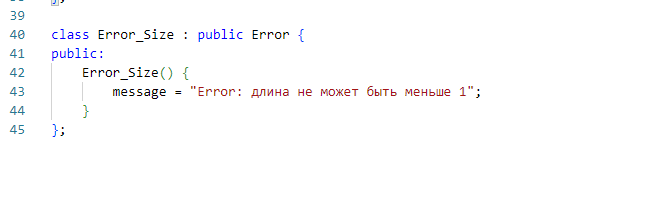 39
40 class Error_Size : public Error {
41 public:
42 Error_Size() {
43 message = "Error: длина не может быть меньше 1";
44 }
45 };